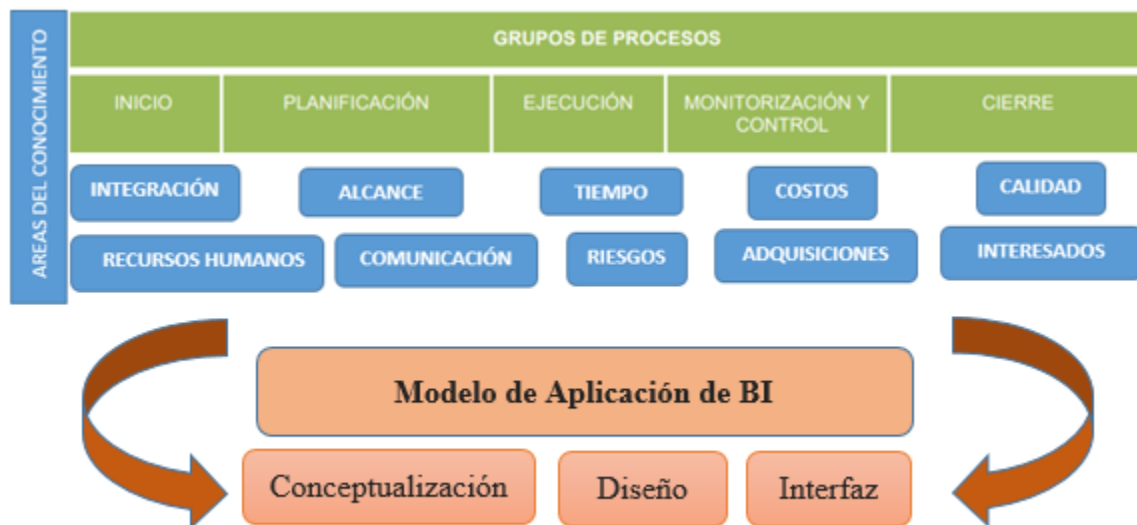 AREAS DEL CONOCIMIENTO
GRUPOS DE PROCESOS
INICIO
PLANIFICACIÓN
EJECUCIÓN
MONITORIZACIÓN Y
CONTROL
CIERRE
INTEGRACIÓN
ALCANCE
TIEMPO
COSTOS
CALIDAD
RECURSOS HUMANOS
COMUNICACIÓN
RIESGOS
ADQUISICIONES
INTERESADOS
Modelo de Aplicación de BI
Conceptualización
Diseño
Interfaz